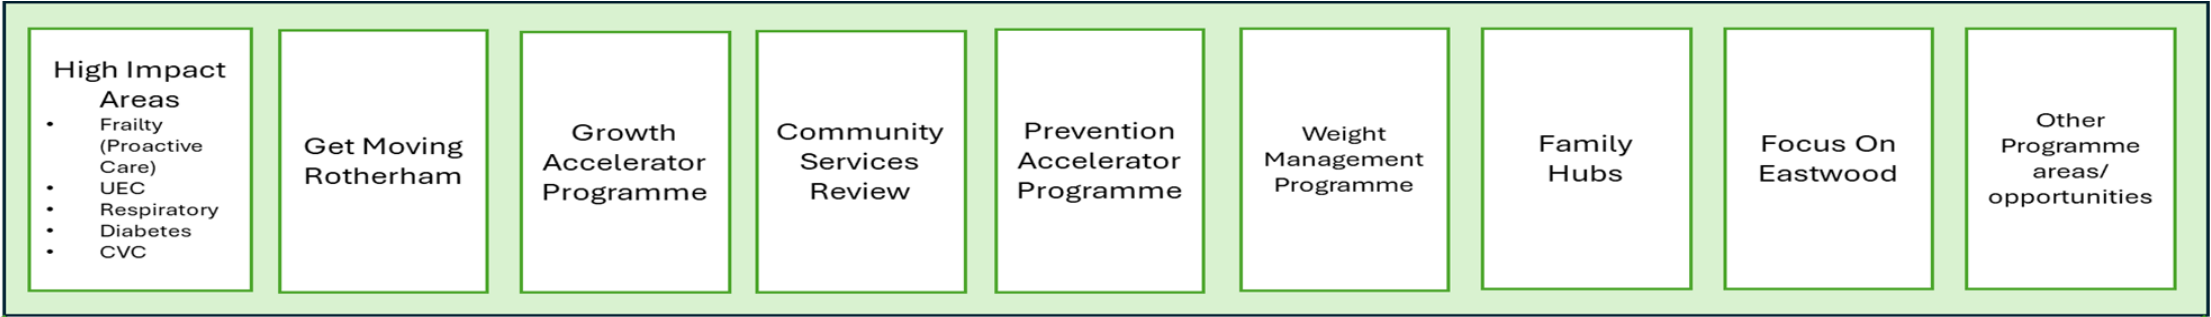 High Impact
Areas
• Frailty
(Proactive
Care)
• UEC
• Respiratory
• Diabetes
• CVC
Get Moving
Rotherham
Growth
Accelerator
Programme
Community
Services
Review
Prevention
Accelerator
Programme
Weight
Management
Programme
Family
Hubs
Focus On
Eastwood
Other
Programme
areas/
opportunities